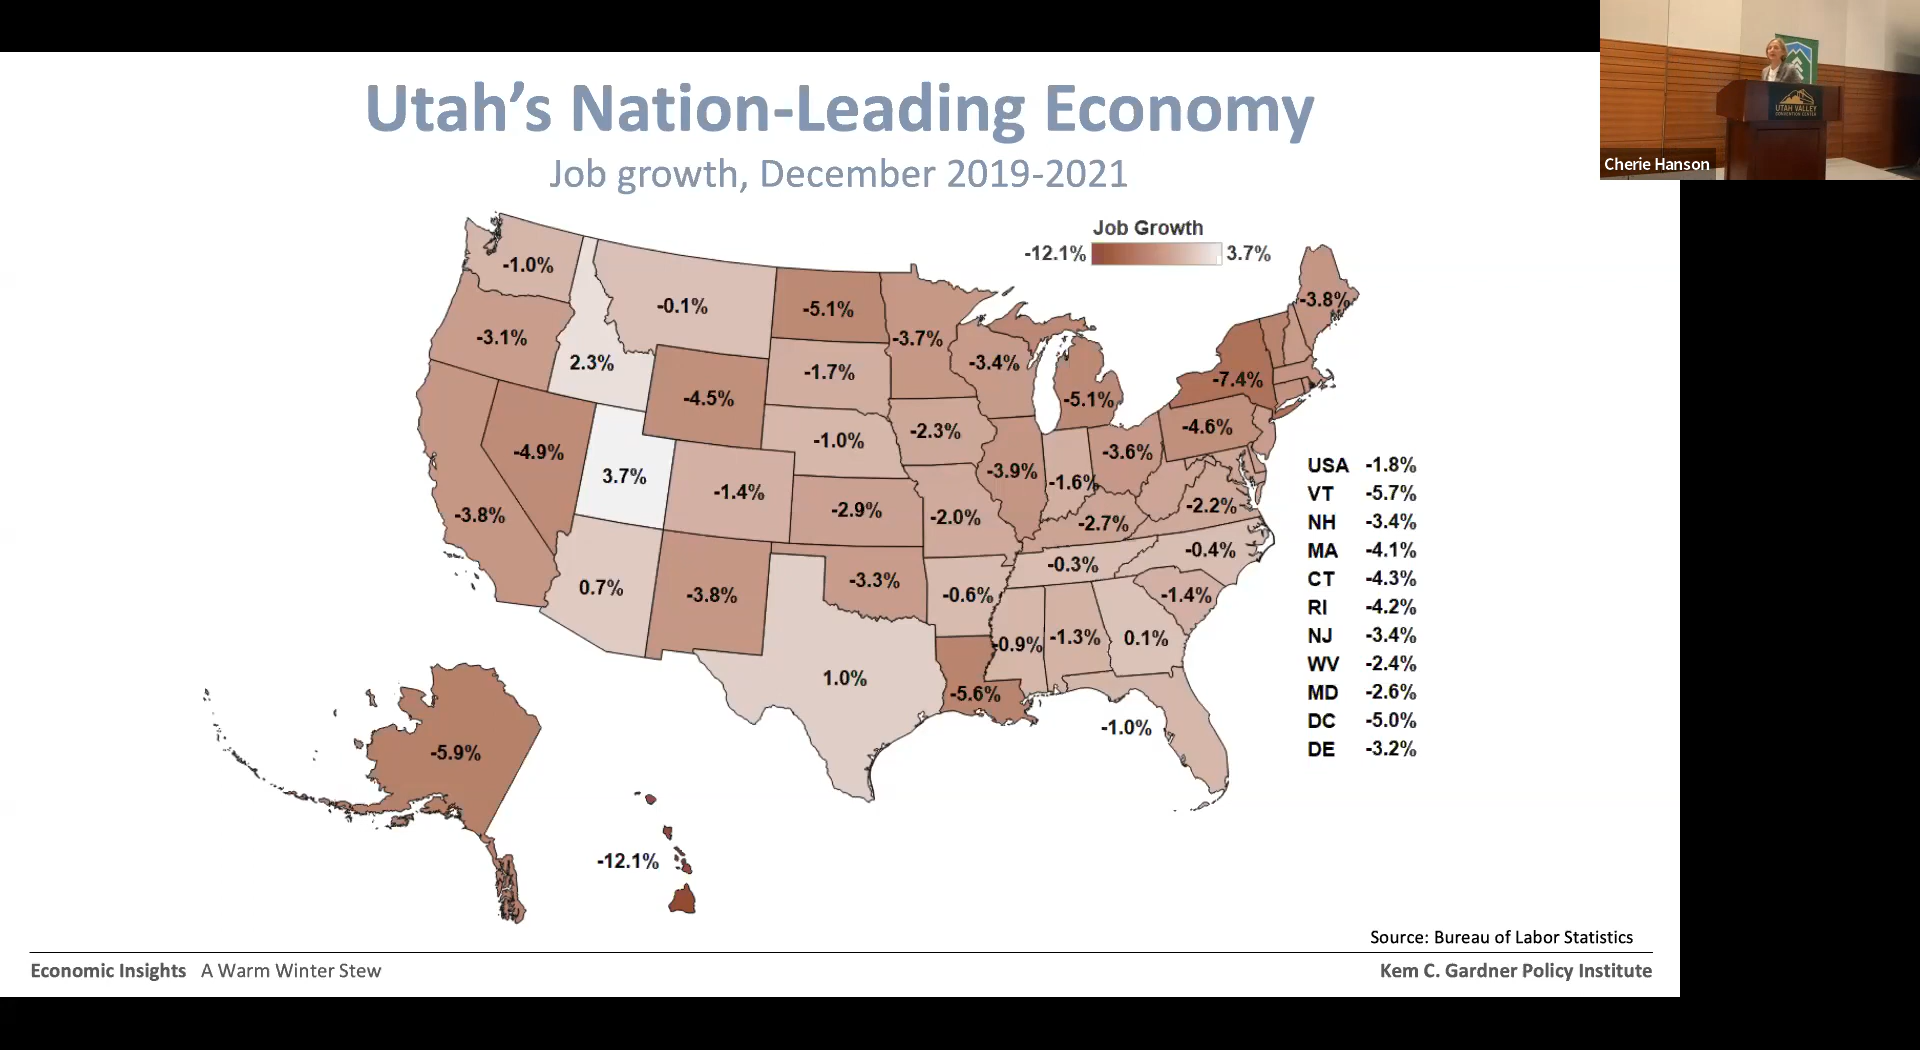 Utah's Nation-Leading Economy
Job growth, December 2019-2021
Job Growth
-12.1% 3.7%
-1.0%
-0.1%
-5.1%
-3.7%
-3.8%
-3.1%
2.3%
-4.5%
-1.7%
-3.4%
-5.1%
-7.4%
-4.9%
3.7%
-1.4%
-1.0%
-2.3%
-3.9%
-1.6%
-3.6%
-4.6%
-3.8%
-2.9%
-2.0%
-2.7%
-2.2%
0.7%
-3.8%
-3.3%
-0.6%
-0.3%
-0.4%
-1.4%
1.0%
-5.6%
-0.9%
-1.3%
0.1%
-1.0%
-5.9%
-12.1%
USA -1.8%
VT -5.7%
NH -3.4%
MA -4.1%
CT -4.3%
RI -4.2%
NJ -3.4%
WV -2.4%
MD -2.6%
DC -5.0%
DE -3.2%
Source: Bureau of Labor Statistics
Economic Insights A Warm Winter Stew
Kem C. Gardner Policy Institute
UTAH VALLEY
CONVENTION CENTER
Cherie Hanson